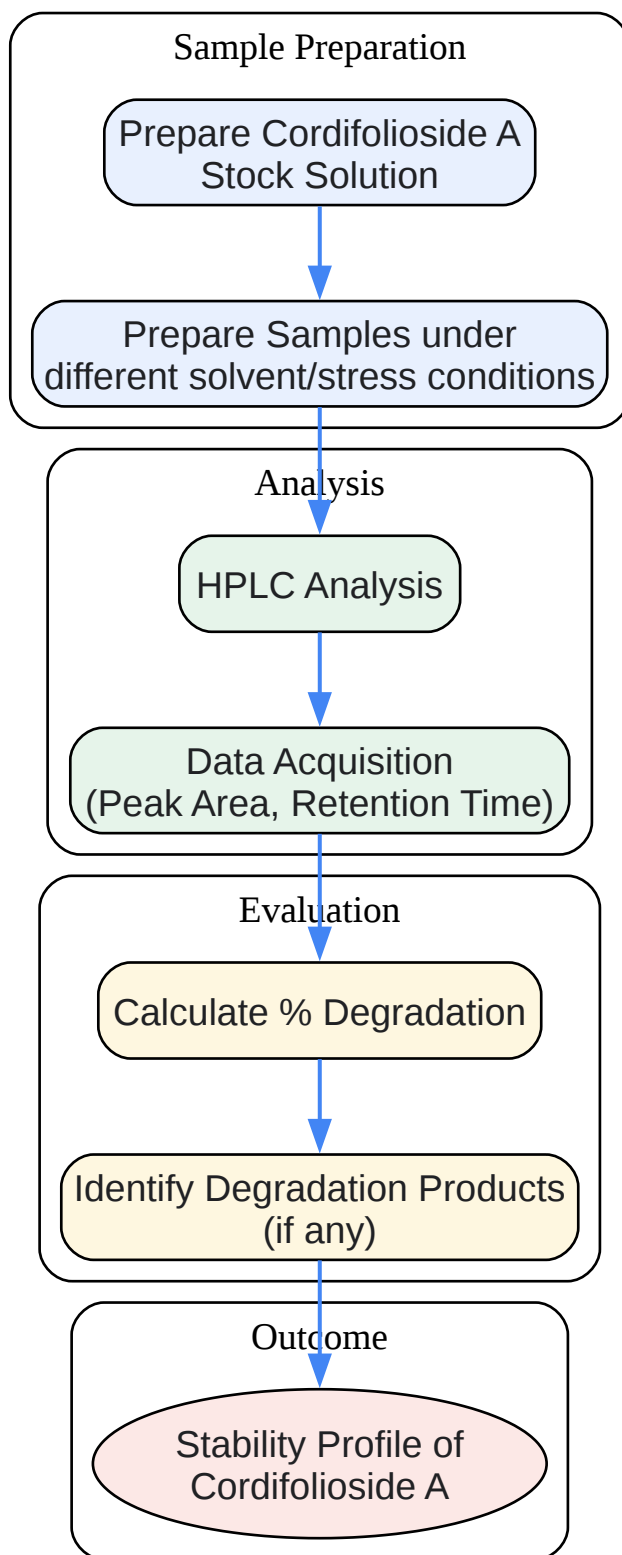 Sample Preparation
Prepare Cordifolioside A
Stock Solution
Prepare Samples under
different solvent/stress conditions
Analysis
HPLC Analysis
Data Acquisition
(Peak Area, Retention Time)
Evaluation
Calculate % Degradation
Identify Degradation Products
(if any)
Outcome
Stability Profile of
Cordifolioside A